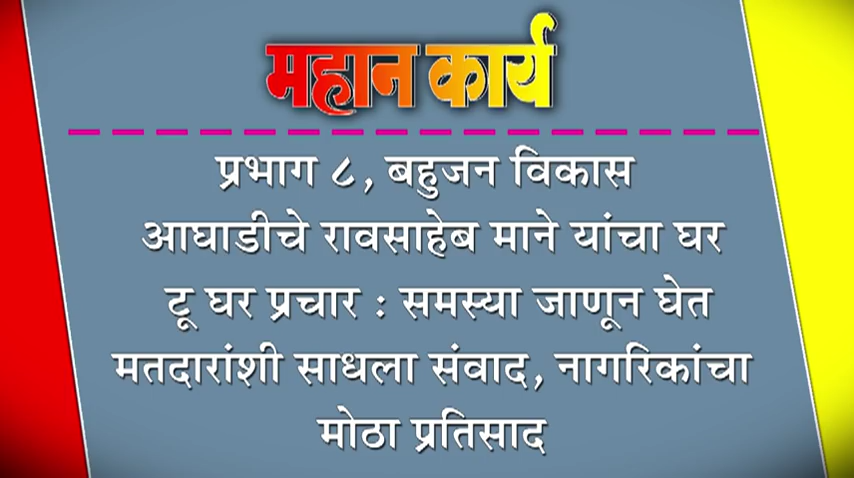 महान कार्य
प्रभाग ८, बहुजन विकास
आघाडीचे रावसाहेब माने यांचा घर
टू घर प्रचार : समस्या जाणून घेत
मतदारांशी साधला संवाद, नागरिकांचा
मोठा प्रतिसाद